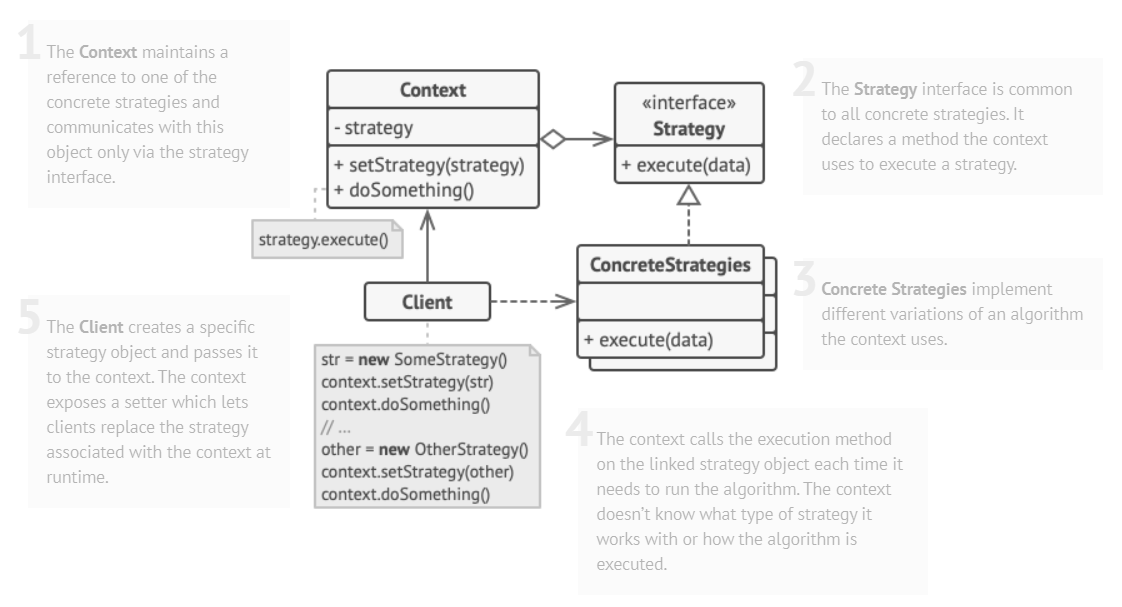 1
The Context maintains a
reference to one of the
concrete strategies and
communicates with this
object only via the strategy
interface.
Context
- strategy
+ setStrategy(strategy)
+ doSomething()
strategy.execute()
«interface»
Strategy
+ execute(data)
2
The Strategy interface is common
to all concrete strategies. It
declares a method the context
uses to execute a strategy.
ConcreteStrategies
+ execute(data)
3
Concrete Strategies implement
different variations of an algorithm
the context uses.
Client
str = new SomeStrategy()
context.setStrategy(str)
context.doSomething()
// ...
other = new OtherStrategy()
context.setStrategy(other)
context.doSomething()
4
The context calls the execution method
on the linked strategy object each time it
needs to run the algorithm. The context
doesn't know what type of strategy it
works with or how the algorithm is
executed.
5
The Client creates a specific
strategy object and passes it
to the context. The context
exposes a setter which lets
clients replace the strategy
associated with the context at
runtime.